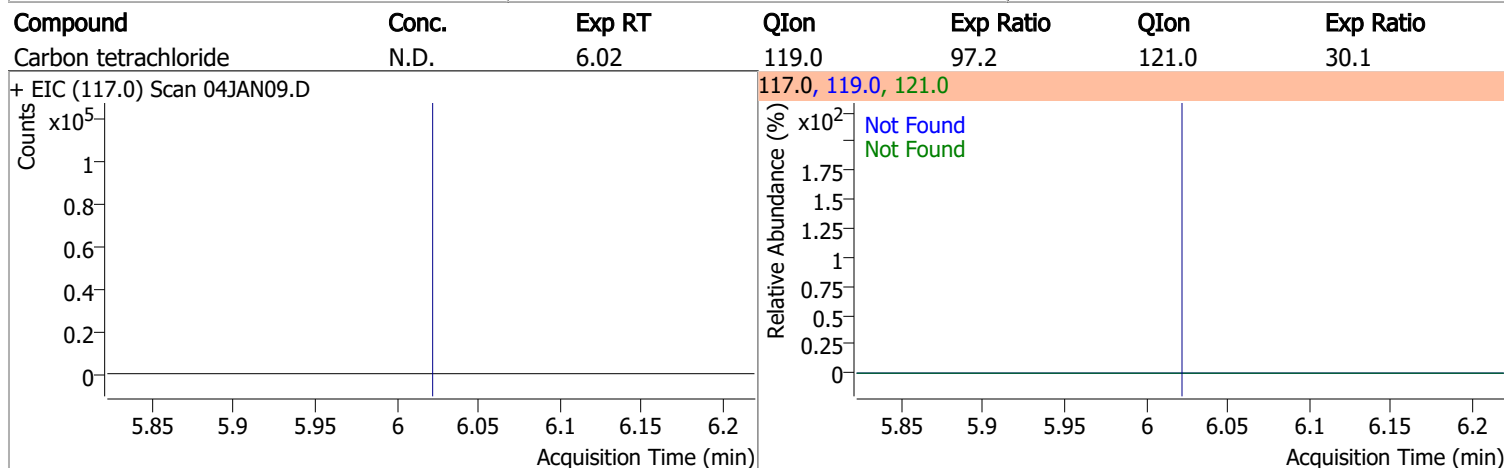 Compound Conc. Exp RT QIon Exp Ratio QIon Exp Ratio
Carbon tetrachloride N.D. 6.02 119.0 97.2 121.0 30.1
+ EIC (117.0) Scan 04JAN09.D
Counts
x10⁵
1
0.8
0.6
0.4
0.2
0
5.85 5.9 5.95 6 6.05 6.1 6.15 6.2
Acquisition Time (min)
117.0, 119.0, 121.0
Relative Abundance (%)
x10²
Not Found
Not Found
1.75
1.5
1.25
1
0.75
0.5
0.25
0
5.85 5.9 5.95 6 6.05 6.1 6.15 6.2
Acquisition Time (min)